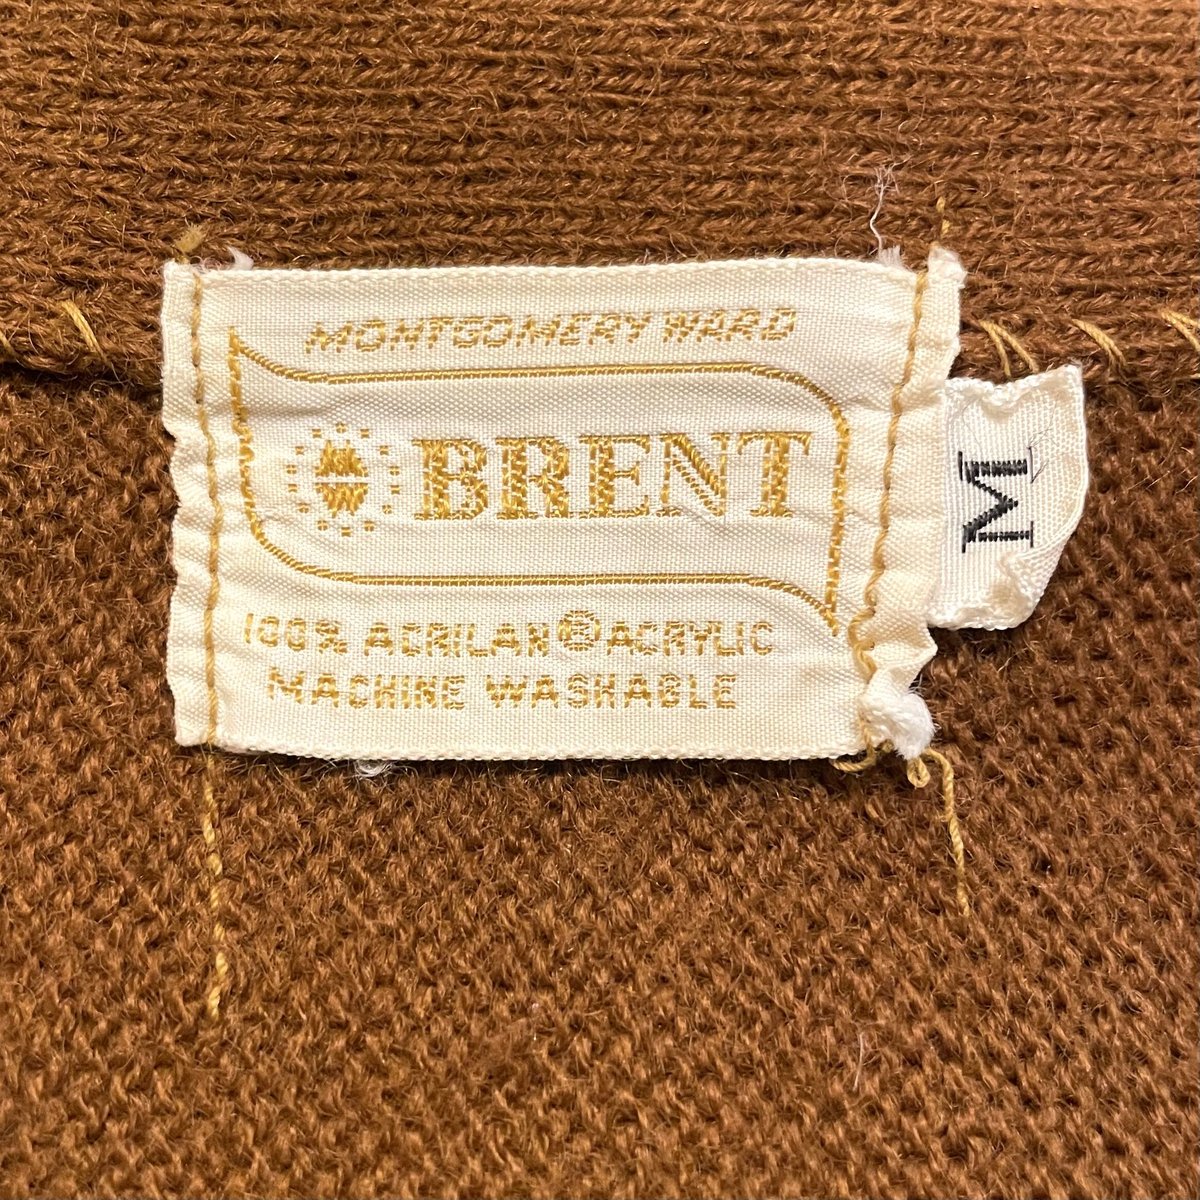 MONTGOMERY WARD
BRENT
100% ACRILAN® ACRYLIC
MACHINE WASHABLE
M